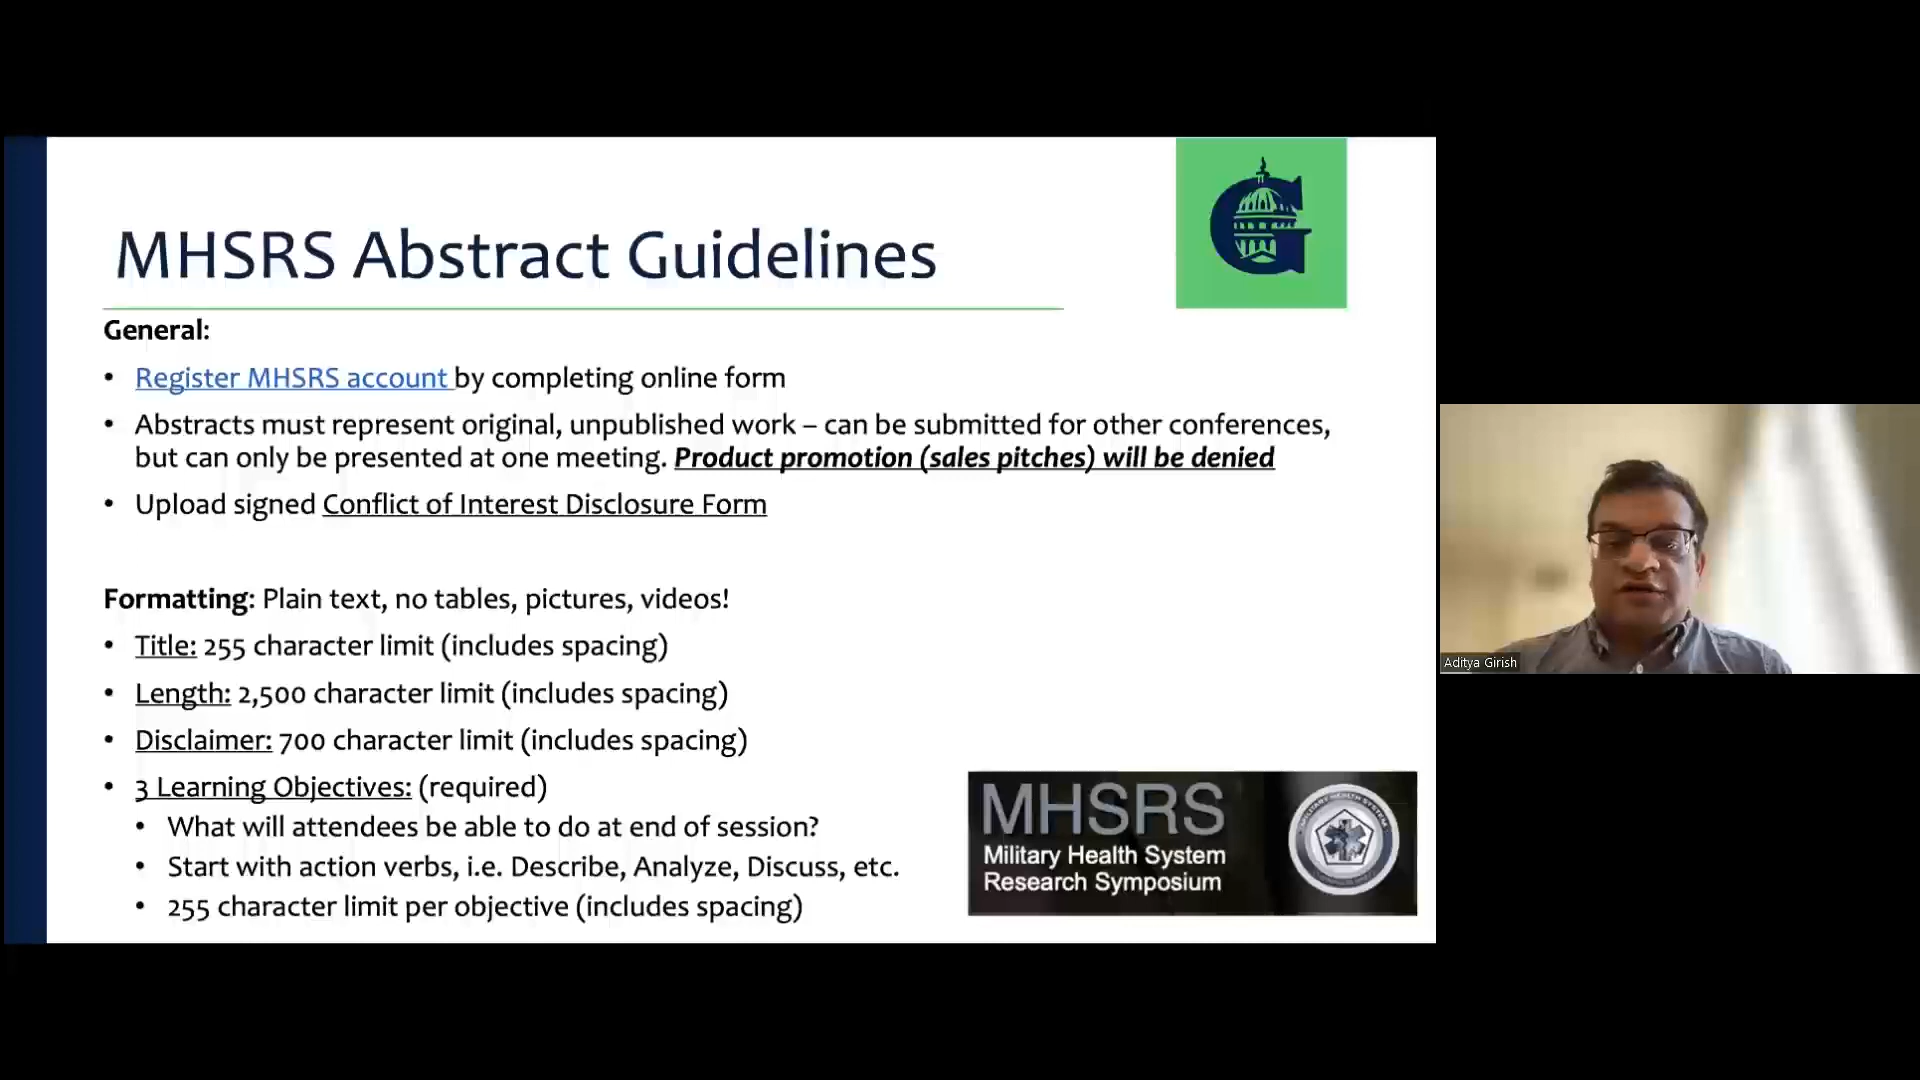 MHSRS Abstract Guidelines
General:
• Register MHSRS account by completing online form
• Abstracts must represent original, unpublished work – can be submitted for other conferences,
but can only be presented at one meeting. Product promotion (sales pitches) will be denied
• Upload signed Conflict of Interest Disclosure Form
Formatting: Plain text, no tables, pictures, videos!
• Title: 255 character limit (includes spacing)
• Length: 2,500 character limit (includes spacing)
• Disclaimer: 700 character limit (includes spacing)
• 3 Learning Objectives: (required)
• What will attendees be able to do at end of session?
• Start with action verbs, i.e. Describe, Analyze, Discuss, etc.
• 255 character limit per objective (includes spacing)
G
MHSRS
Military Health System
Research Symposium
Aditya Girish